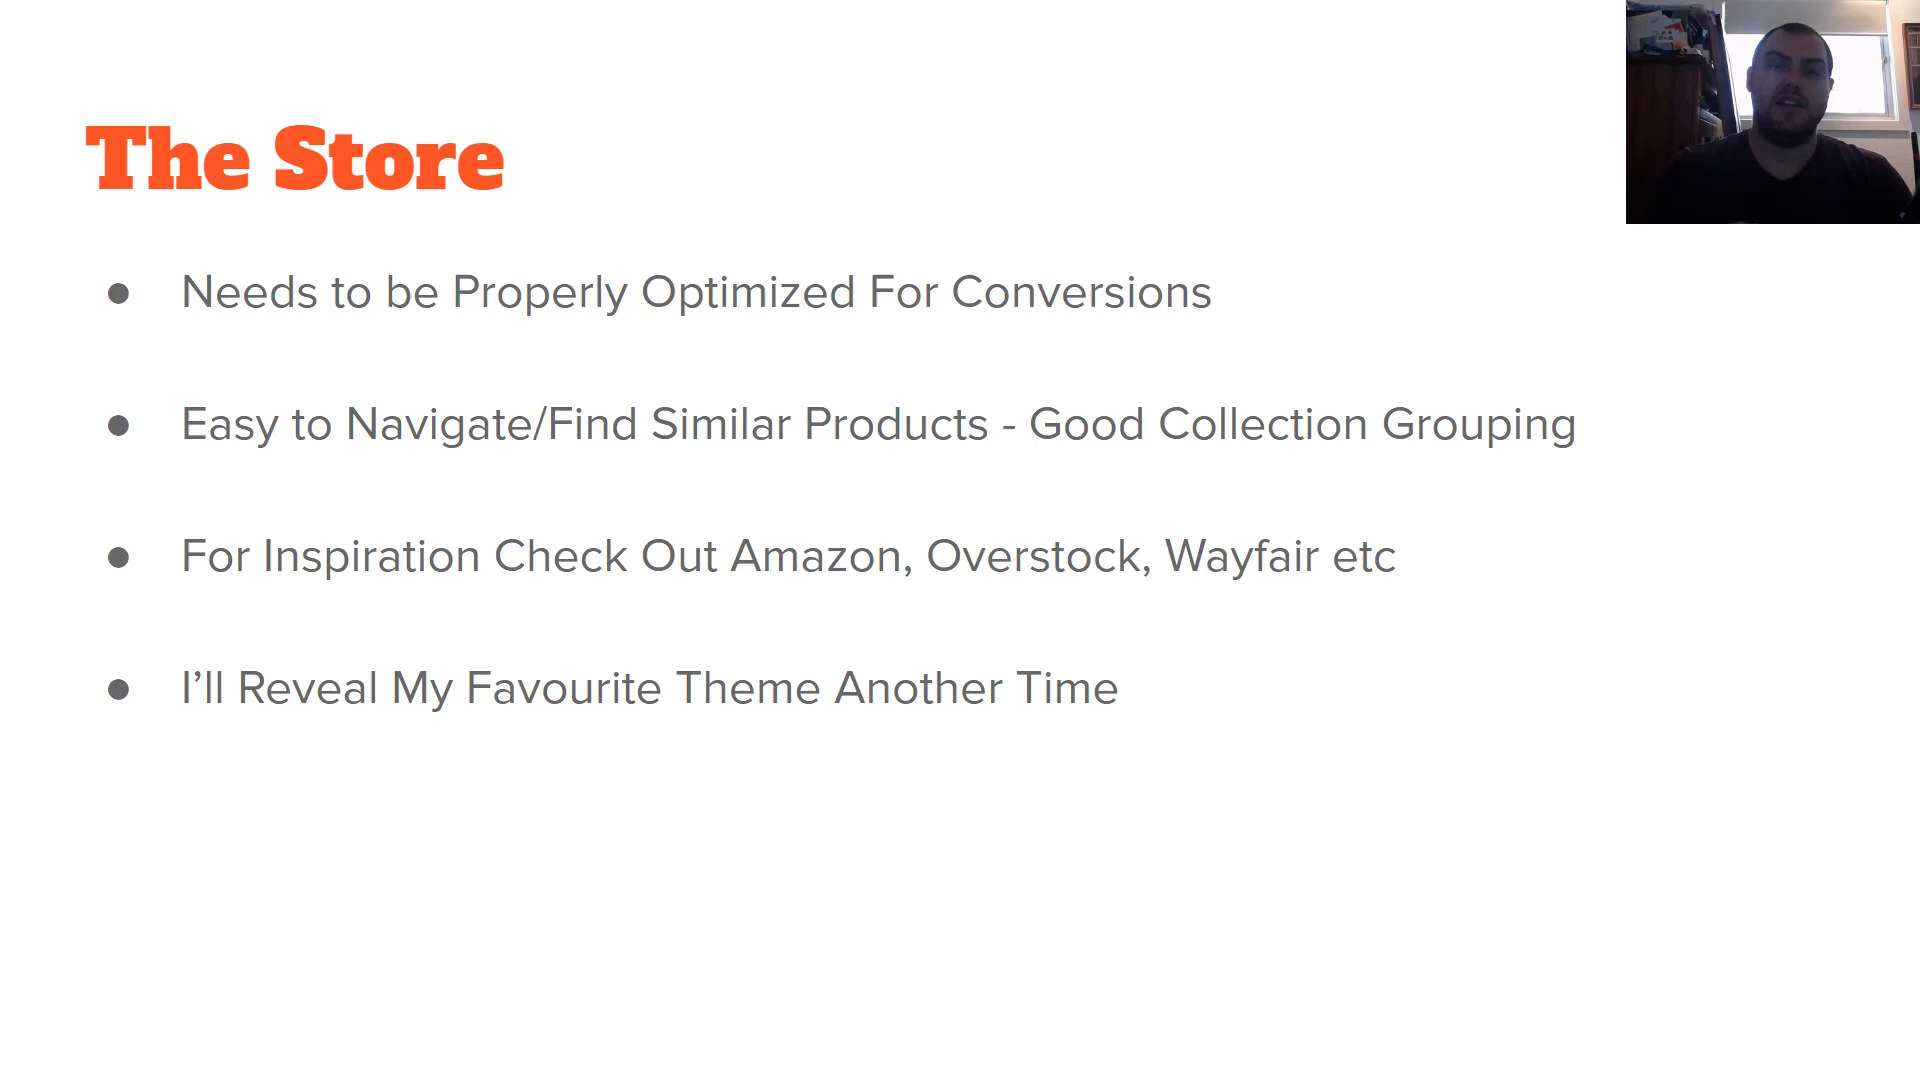 The Store
● Needs to be Properly Optimized For Conversions
● Easy to Navigate/Find Similar Products - Good Collection Grouping
● For Inspiration Check Out Amazon, Overstock, Wayfair etc
● I’ll Reveal My Favourite Theme Another Time